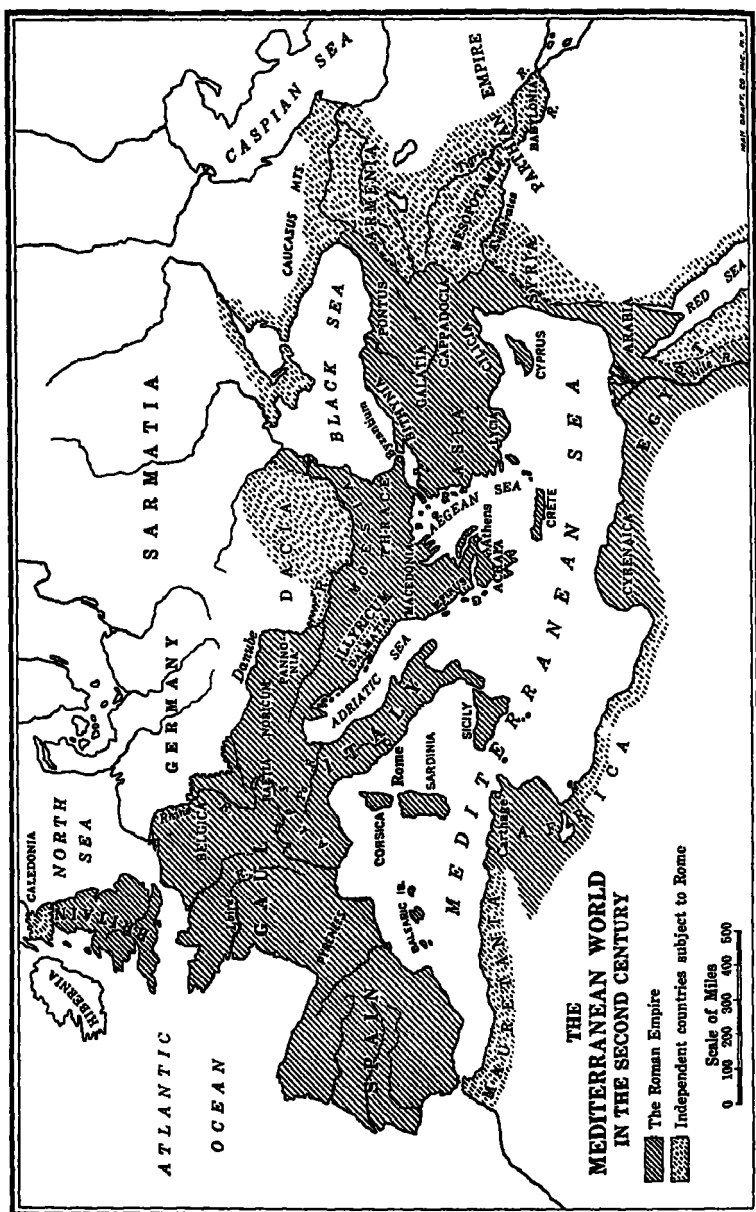 THE
MEDITERRANEAN WORLD
IN THE SECOND CENTURY
The Roman Empire
Independent countries subject to Rome
Scale of Miles
0 100 200 300 400 500
ATLANTIC
OCEAN
HIBERNIA
CALEDONIA
BRITAIN
NORTH
SEA
GERMANY
SARMATIA
CASPIAN SEA
CAUCASUS MTS.
BLACK SEA
DACIA
Danube
BELGICA
GAUL
NORICUM
PANNONIA
ILLYRICUM
DALMATIA
MOESIA
THRACE
MACEDONIA
EPIRUS
ACHAIA
Athens
AEGEAN SEA
ADRIATIC SEA
ITALY
Rome
CORSICA
SARDINIA
SICILY
BALEARIC IS.
SPAIN
MAURETANIA
Carthage
AFRICA
MEDITERRANEAN SEA
CRETE
CYPRUS
CYRENAICA
EGYPT
Nile R.
RED SEA
ARABIA
SYRIA
CILICIA
LYCIA
ASIA
GALATIA
CAPPADOCIA
PONTUS
BITHYNIA
Byzantium
ARMENIA
MESOPOTAMIA
Euphrates
R.
BABYLONIA
R.
PARTHIAN
EMPIRE